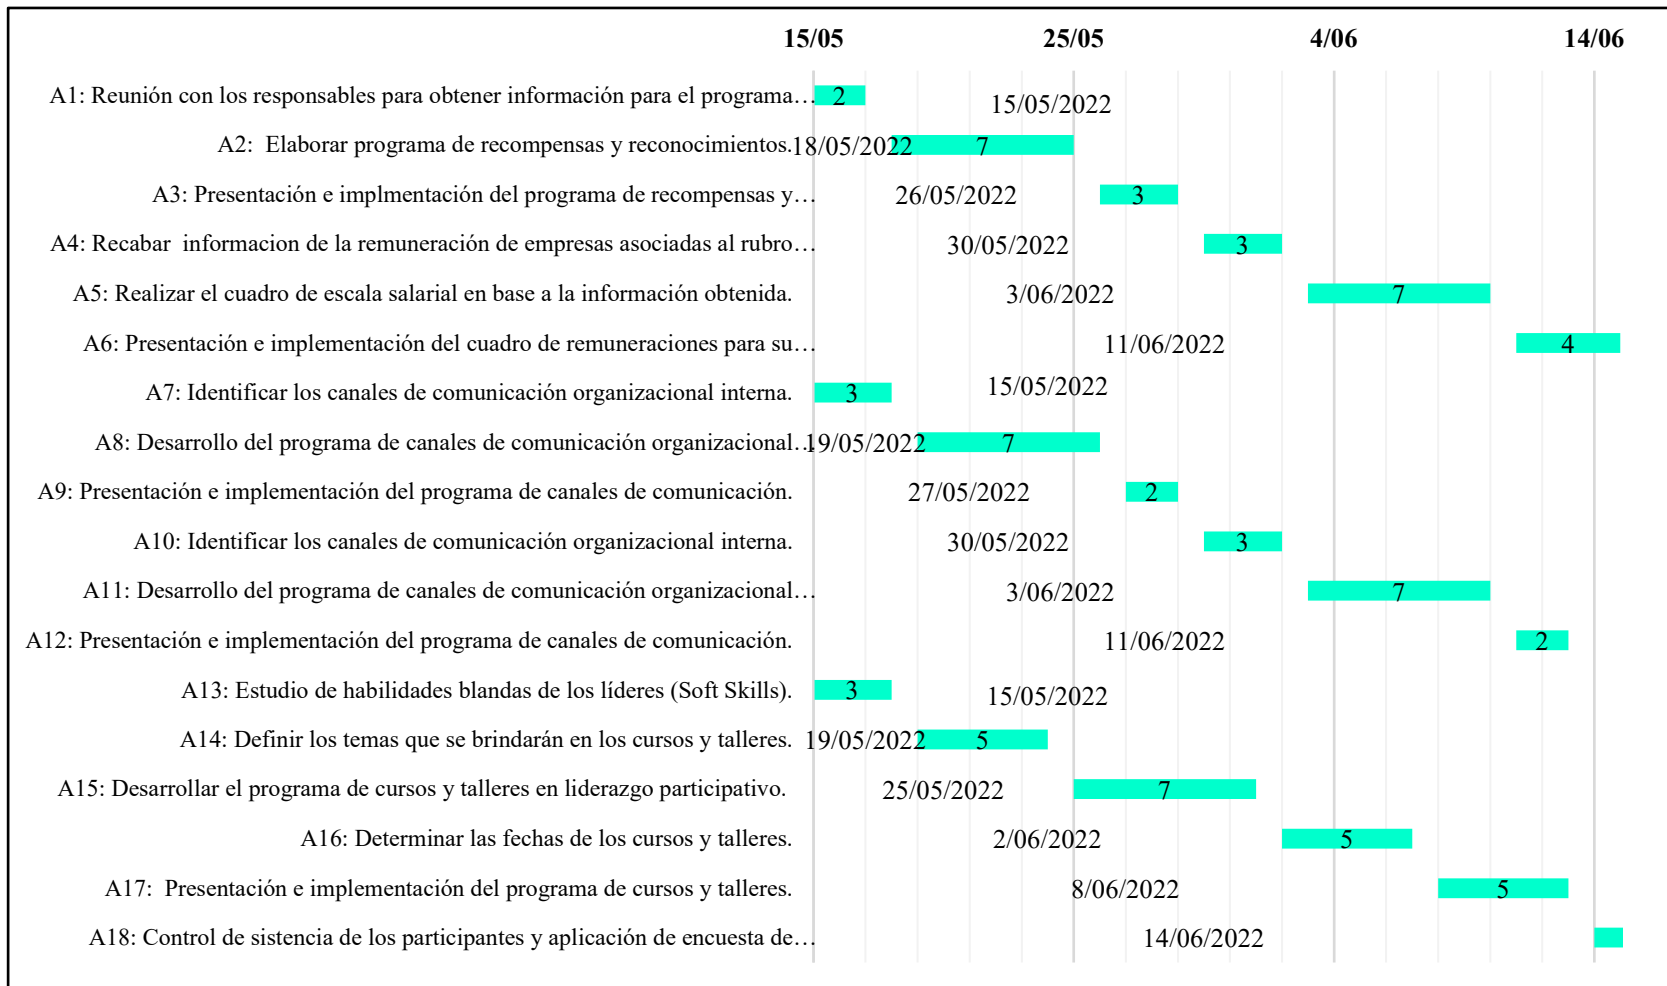 15/05 25/05 4/06 14/06
A1: Reunión con los responsables para obtener información para el programa… 2 15/05/2022
A2:  Elaborar programa de recompensas y reconocimientos. 18/05/2022 7
A3: Presentación e implmentación del programa de recompensas y… 26/05/2022 3
A4: Recabar  informacion de la remuneración de empresas asociadas al rubro… 30/05/2022 3
A5: Realizar el cuadro de escala salarial en base a la información obtenida. 3/06/2022 7
A6: Presentación e implementación del cuadro de remuneraciones para su… 11/06/2022 4
A7: Identificar los canales de comunicación organizacional interna. 3 15/05/2022
A8: Desarrollo del programa de canales de comunicación organizacional… 19/05/2022 7
A9: Presentación e implementación del programa de canales de comunicación. 27/05/2022 2
A10: Identificar los canales de comunicación organizacional interna. 30/05/2022 3
A11: Desarrollo del programa de canales de comunicación organizacional… 3/06/2022 7
A12: Presentación e implementación del programa de canales de comunicación. 11/06/2022 2
A13: Estudio de habilidades blandas de los líderes (Soft Skills). 3 15/05/2022
A14: Definir los temas que se brindarán en los cursos y talleres. 19/05/2022 5
A15: Desarrollar el programa de cursos y talleres en liderazgo participativo. 25/05/2022 7
A16: Determinar las fechas de los cursos y talleres. 2/06/2022 5
A17:  Presentación e implementación del programa de cursos y talleres. 8/06/2022 5
A18: Control de sistencia de los participantes y aplicación de encuesta de… 14/06/2022